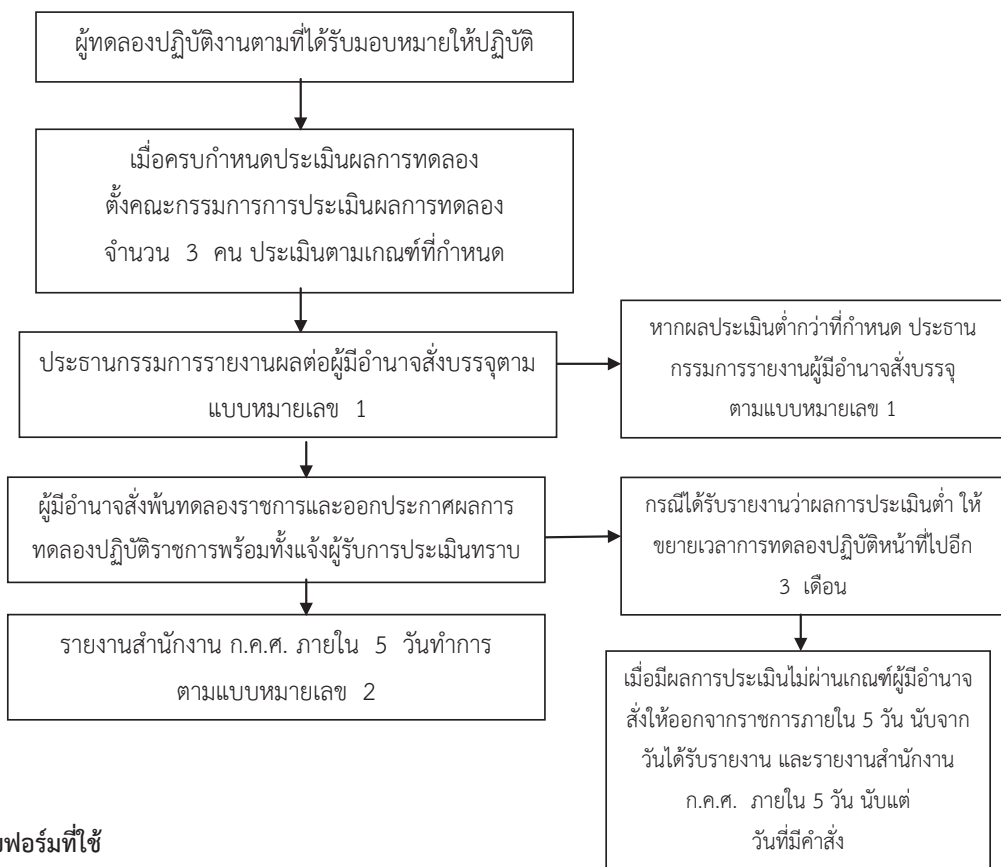 ผู้ทดลองปฏิบัติงานตามที่ได้รับมอบหมายให้ปฏิบัติ
เมื่อครบกำหนดประเมินผลการทดลอง
ตั้งคณะกรรมการการประเมินผลการทดลอง
จำนวน 3 คน ประเมินตามเกณฑ์ที่กำหนด
ประธานกรรมการรายงานผลต่อผู้มีอำนาจสั่งบรรจุตาม
แบบหมายเลข 1
หากผลประเมินต่ำกว่าที่กำหนด ประธาน
กรรมการรายงานผู้มีอำนาจสั่งบรรจุ
ตามแบบหมายเลข 1
ผู้มีอำนาจสั่งพ้นทดลองราชการและออกประกาศผลการ
ทดลองปฏิบัติราชการพร้อมทั้งแจ้งผู้รับการประเมินทราบ
กรณีได้รับรายงานว่าผลการประเมินต่ำ ให้
ขยายเวลาการทดลองปฏิบัติหน้าที่ไปอีก
3 เดือน
รายงานสำนักงาน ก.ค.ศ. ภายใน 5 วันทำการ
ตามแบบหมายเลข 2
เมื่อมีผลการประเมินไม่ผ่านเกณฑ์ผู้มีอำนาจ
สั่งให้ออกจากราชการภายใน 5 วัน นับจาก
วันได้รับรายงาน และรายงานสำนักงาน
ก.ค.ศ. ภายใน 5 วัน นับแต่
วันที่มีคำสั่ง
ฟอร์มที่ใช้